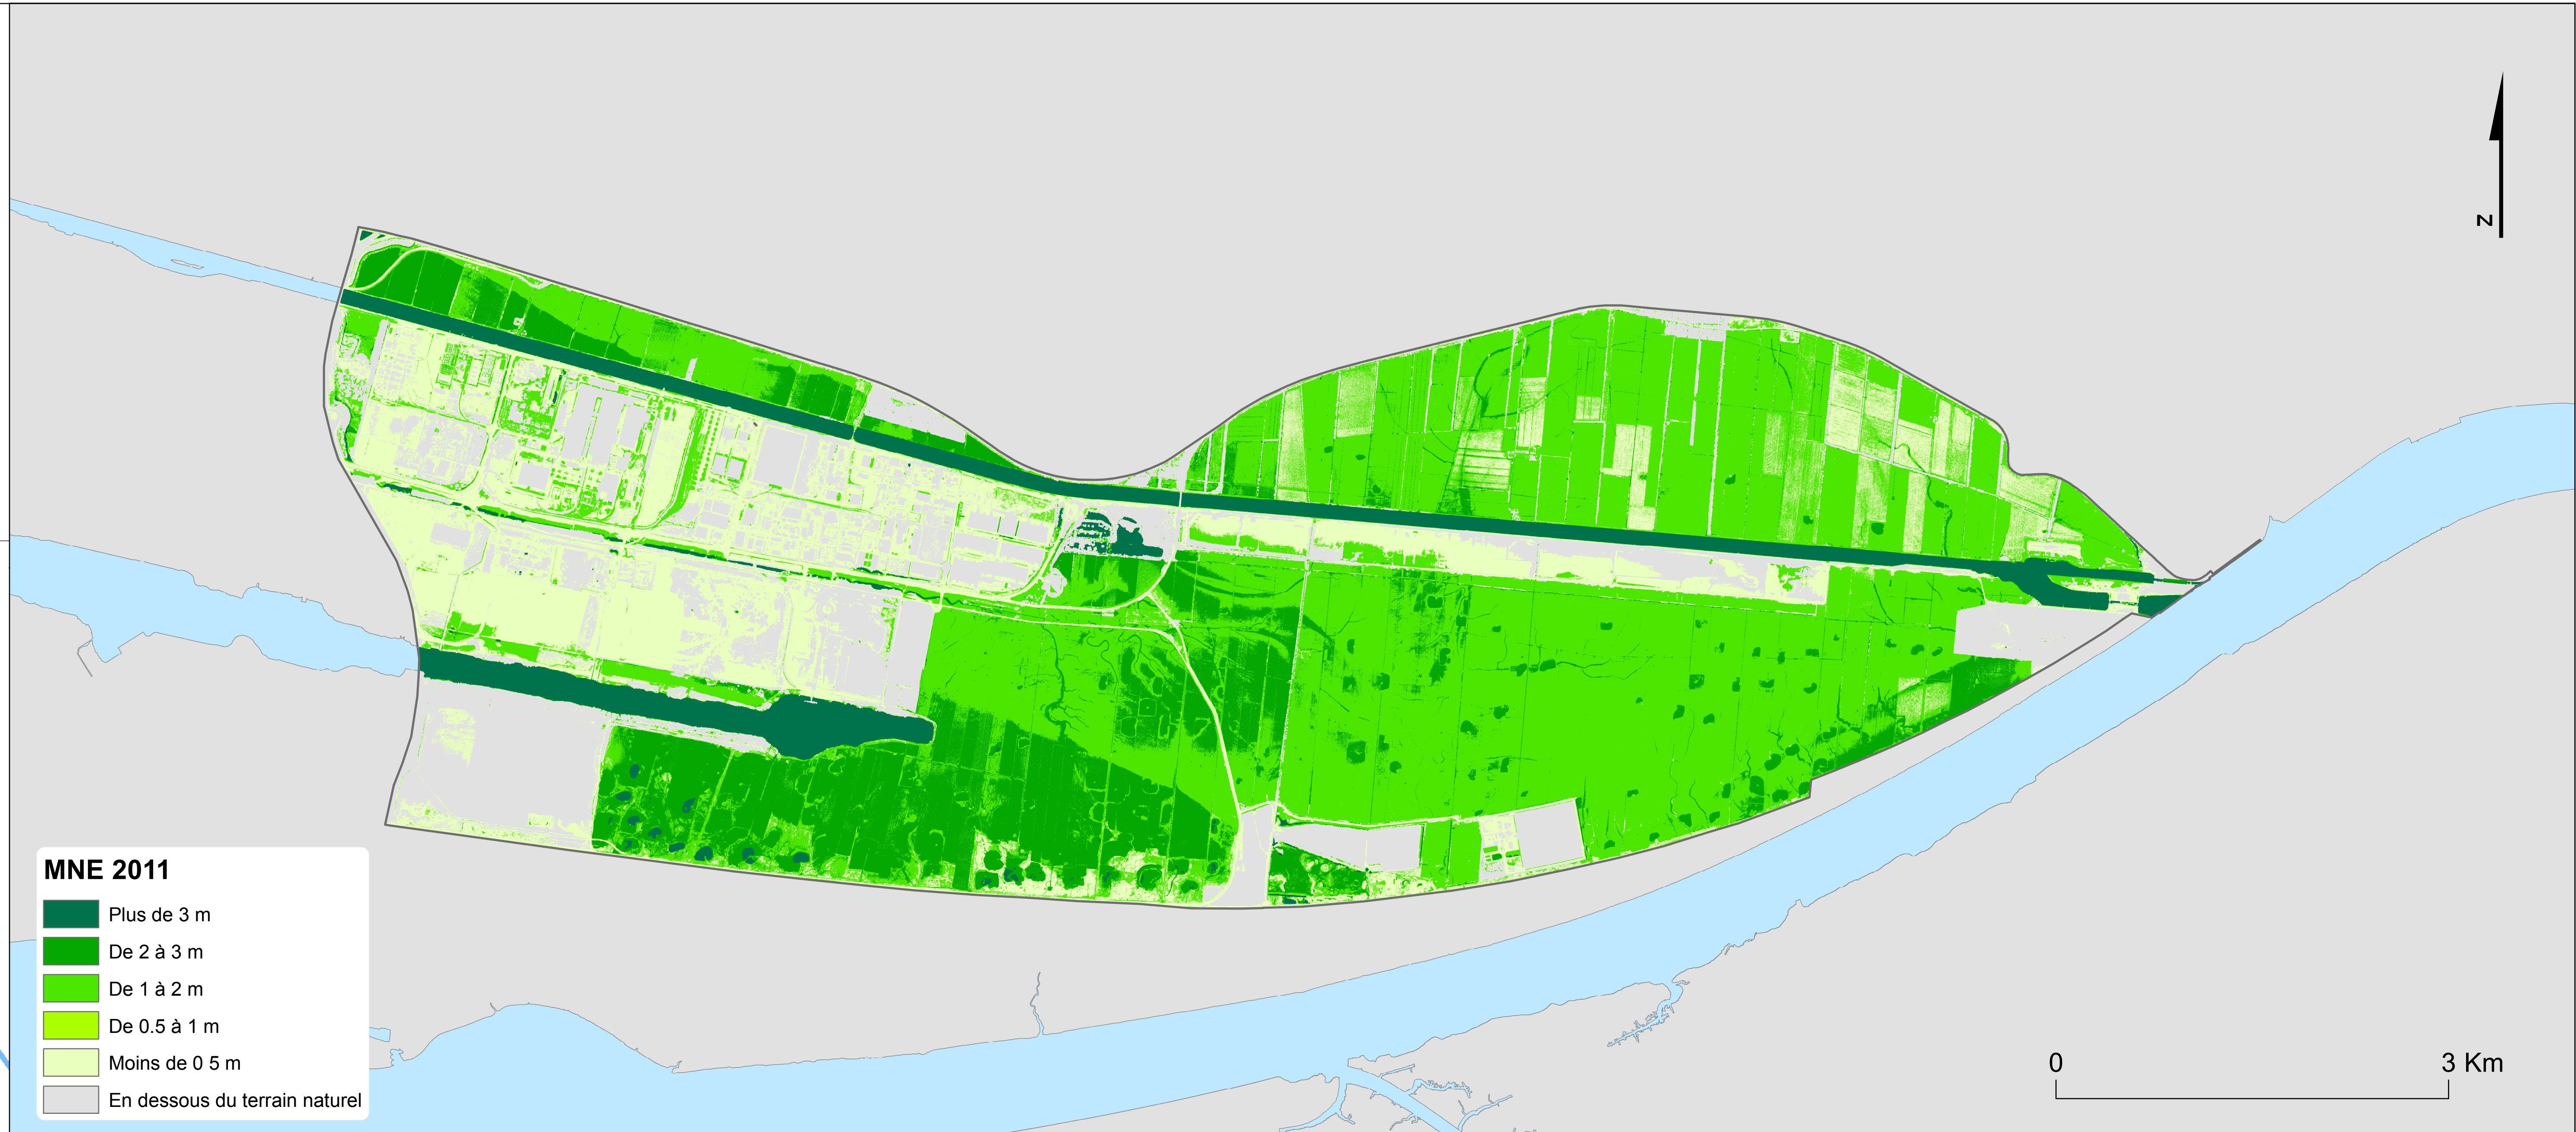 N
MNE 2011
Plus de 3 m
De 2 à 3 m
De 1 à 2 m
De 0.5 à 1 m
Moins de 0 5 m
En dessous du terrain naturel
0 3 Km